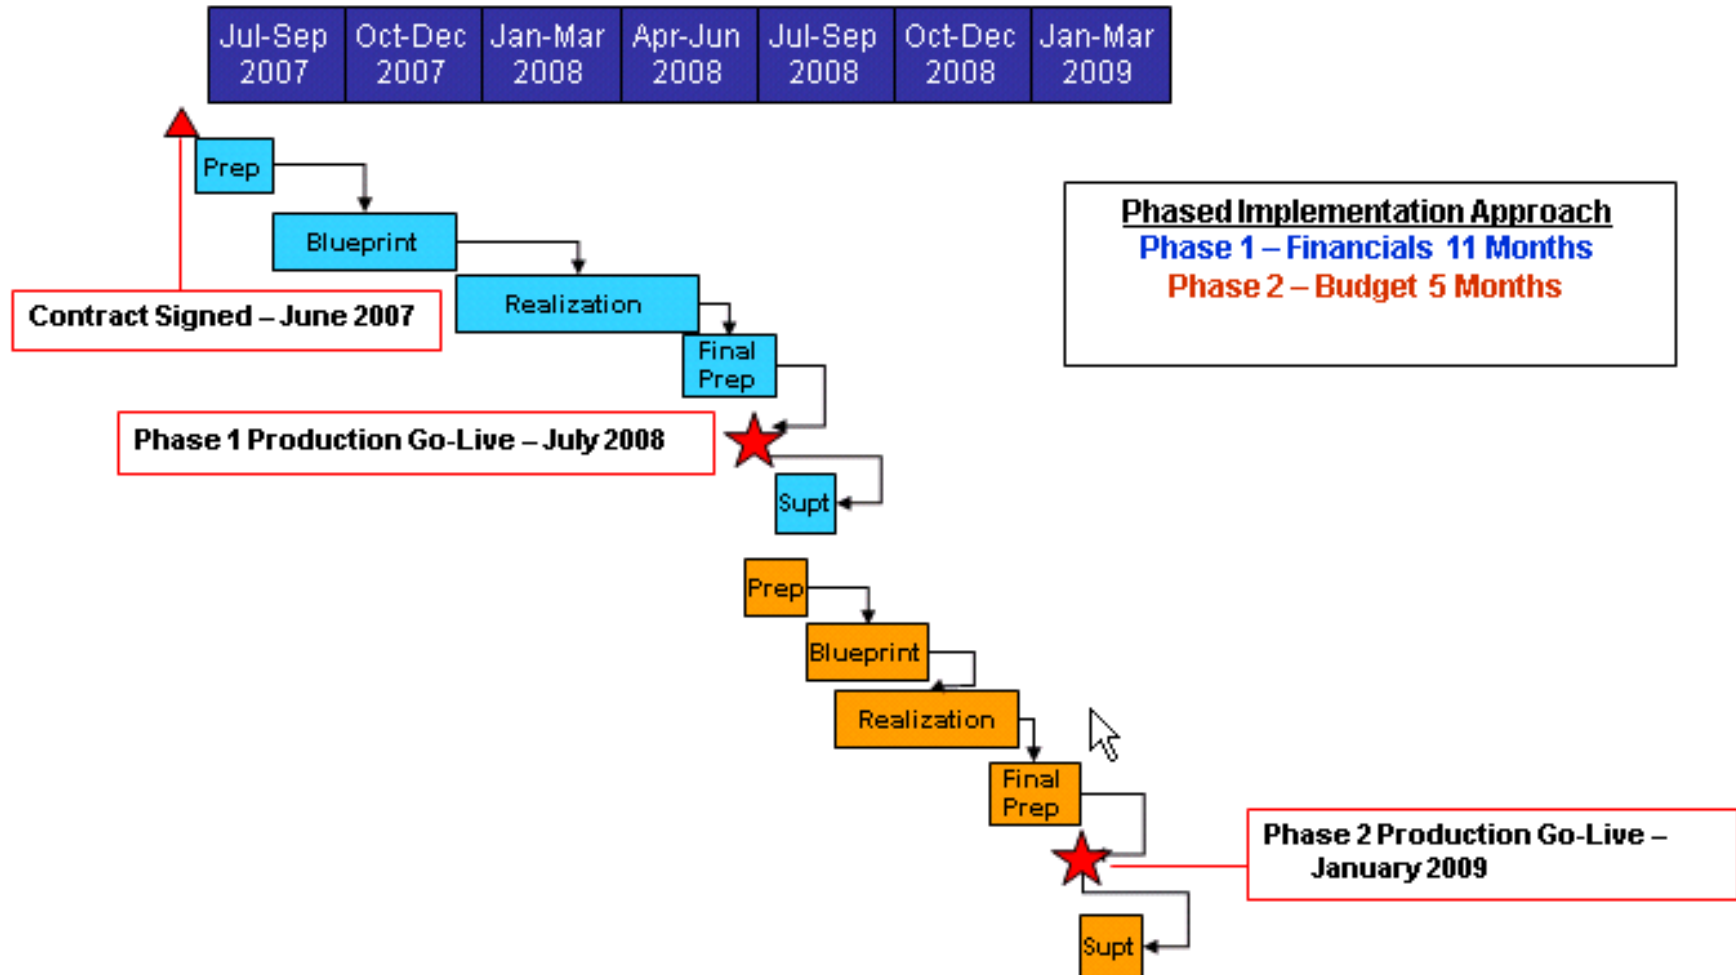 Jul-Sep
2007
Oct-Dec
2007
Jan-Mar
2008
Apr-Jun
2008
Jul-Sep
2008
Oct-Dec
2008
Jan-Mar
2009
Prep
Blueprint
Realization
Final
Prep
Contract Signed – June 2007
Phased Implementation Approach
Phase 1 – Financials 11 Months
Phase 2 – Budget 5 Months
Phase 1 Production Go-Live – July 2008
Supt
Prep
Blueprint
Realization
Final
Prep
Phase 2 Production Go-Live –
January 2009
Supt